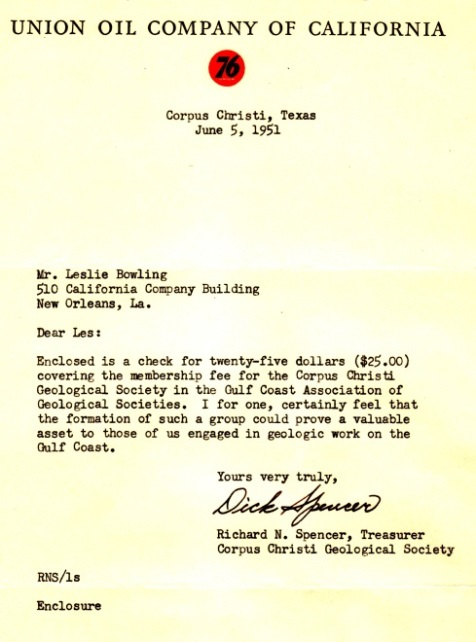 UNION OIL COMPANY OF CALIFORNIA
76
Corpus Christi, Texas
June 5, 1951
Mr. Leslie Bowling
510 California Company Building
New Orleans, La.
Dear Les:
Enclosed is a check for twenty-five dollars ($25.00)
covering the membership fee for the Corpus Christi
Geological Society in the Gulf Coast Association of
Geological Societies.  I for one, certainly feel that
the formation of such a group could prove a valuable
asset to those of us engaged in geologic work on the
Gulf Coast.
Yours very truly,
Dick Spencer
Richard N. Spencer, Treasurer
Corpus Christi Geological Society
RNS/ls
Enclosure